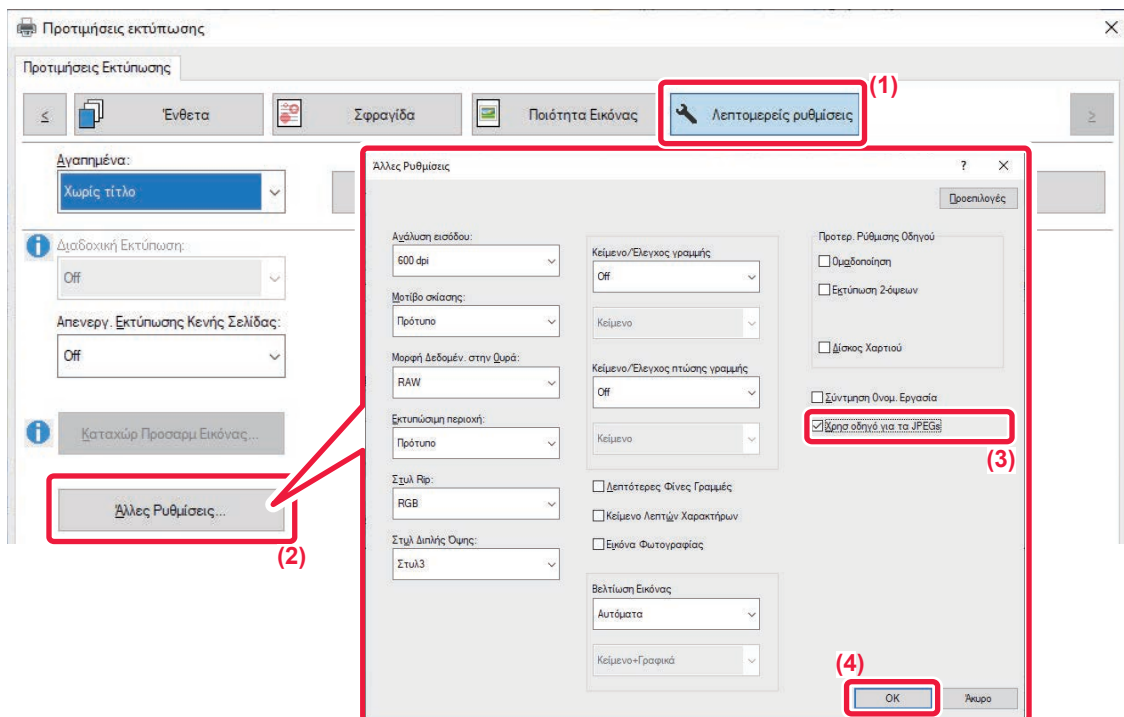 Προτιμήσεις εκτύπωσης
Προτιμήσεις Εκτύπωσης
(1)
≤
Ένθετα
Σφραγίδα
Ποιότητα Εικόνας
Λεπτομερείς ρυθμίσεις
≥
Αγαπημένα:
Χωρίς τίτλο
Διαδοχική Εκτύπωση:
Off
Απενεργ. Εκτύπωσης Κενής Σελίδας:
Off
Καταχώρ Προσαρμ Εικόνας...
Άλλες Ρυθμίσεις...
(2)
Άλλες Ρυθμίσεις
?
Προεπιλογές
Ανάλυση εισόδου:
600 dpi
Μοτίβο σκίασης:
Πρότυπο
Μορφή Δεδομέν. στην Ουρά:
RAW
Εκτυπώσιμη περιοχή:
Πρότυπο
Στυλ Rip:
RGB
Στυλ Διπλής Όψης:
Στυλ3
Κείμενο/Έλεγχος γραμμής
Off
Κείμενο
Κείμενο/Έλεγχος πτώσης γραμμής
Off
Κείμενο
Λεπτότερες Φίνες Γραμμές
Κείμενο Λεπτών Χαρακτήρων
Εικόνα Φωτογραφίας
Βελτίωση Εικόνας
Αυτόματα
Κείμενο+Γραφικά
Προτερ. Ρύθμισης Οδηγού
Ομαδοποίηση
Εκτύπωση 2-όψεων
Δίσκος Χαρτιού
Σύντμηση Ονομ. Εργασία
Χρησ οδηγό για τα JPEGs
(3)
(4)
OK
Άκυρο